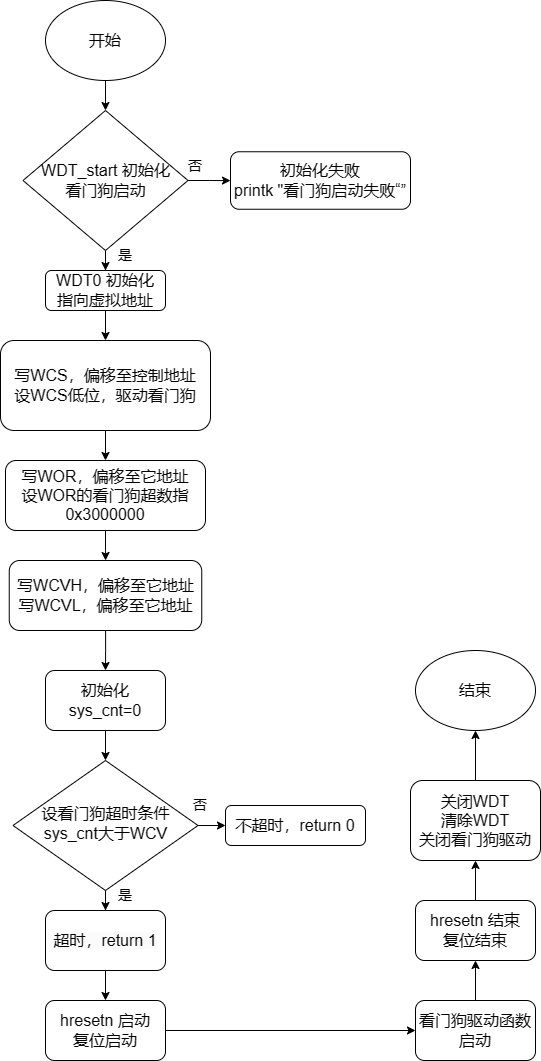 开始
WDT_start 初始化
看门狗启动
否
初始化失败
printk "看门狗启动失败“”
是
WDT0 初始化
指向虚拟地址
写WCS，偏移至控制地址
设WCS低位，驱动看门狗
写WOR，偏移至它地址
设WOR的看门狗超数指
0x3000000
写WCVH，偏移至它地址
写WCVL，偏移至它地址
初始化
sys_cnt=0
设看门狗超时条件
sys_cnt大于WCV
否
不超时，return 0
是
超时，return 1
hresetn 启动
复位启动
看门狗驱动函数
启动
hresetn 结束
复位结束
关闭WDT
清除WDT
关闭看门狗驱动
结束